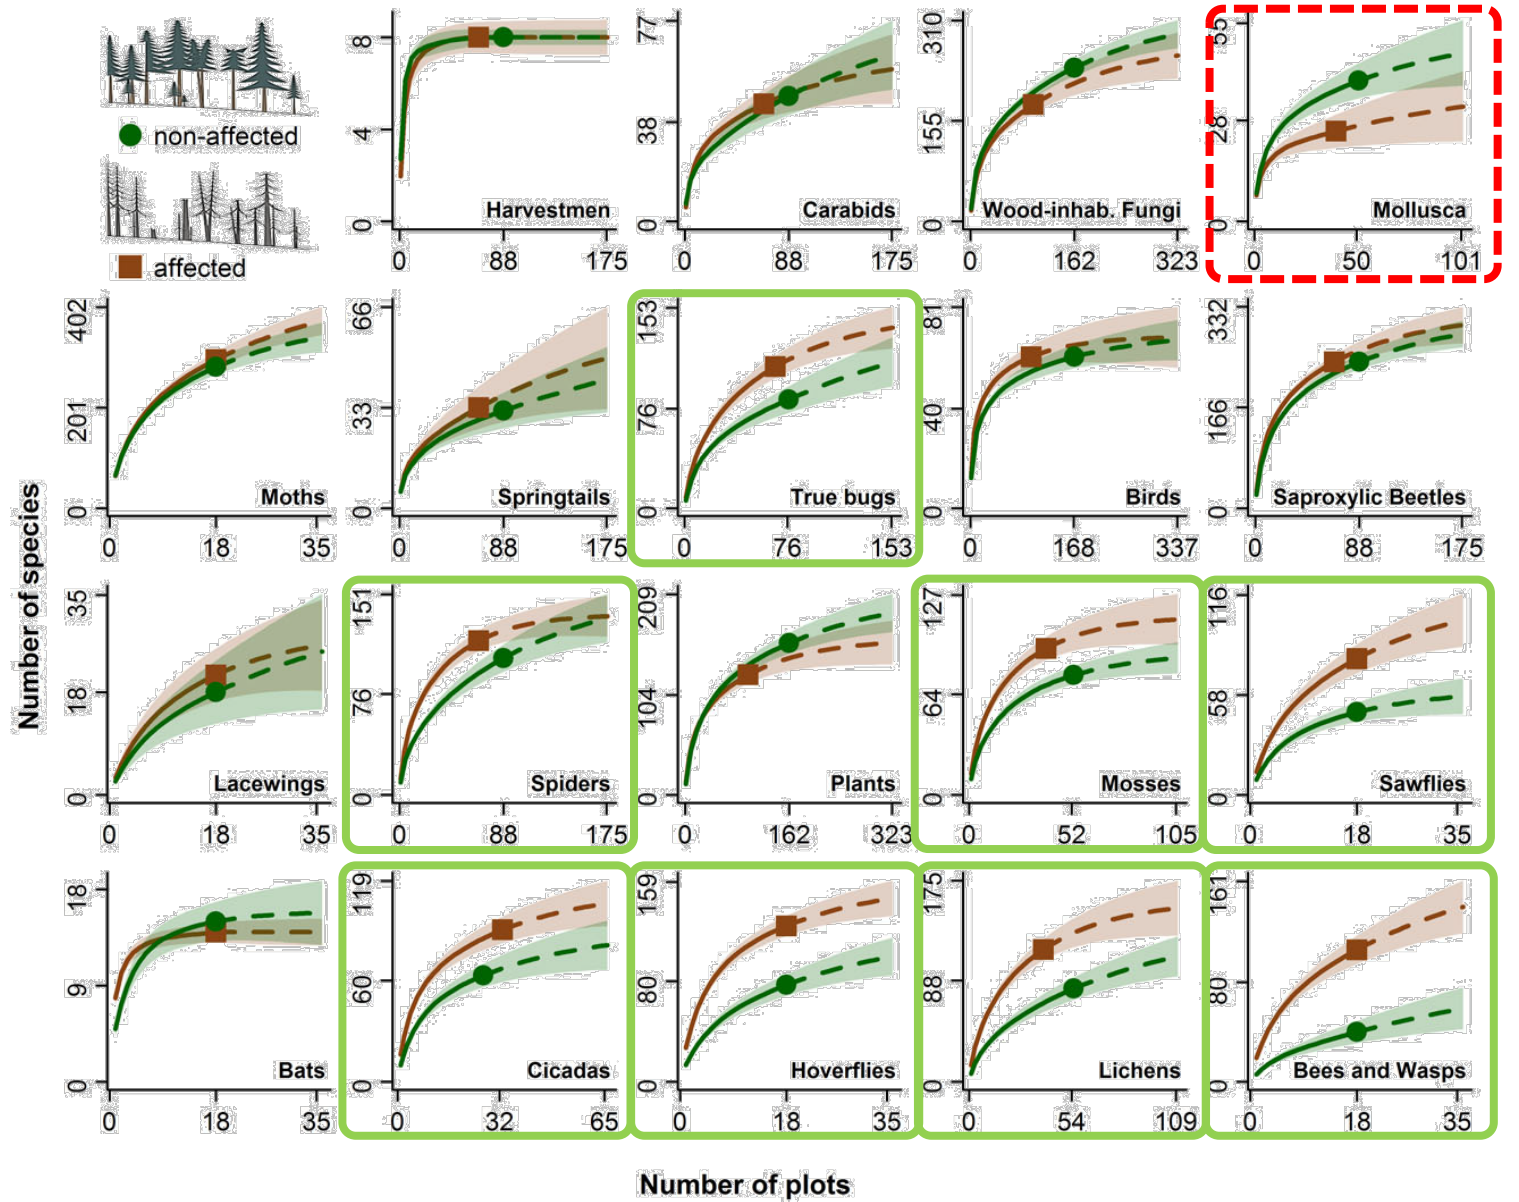 non-affected
affected
8
4
0
Harvestmen
0 88 175
77
38
0
Carabids
0 88 175
310
155
0
Wood-inhab. Fungi
0 162 323
55
28
0
Mollusca
0 50 101
402
201
0
Moths
0 18 35
66
33
0
Springtails
0 88 175
153
76
0
True bugs
0 76 153
81
40
0
Birds
0 168 337
332
166
0
Saproxylic Beetles
0 88 175
Number of species
35
18
0
Lacewings
0 18 35
151
76
0
Spiders
0 88 175
209
104
0
Plants
0 162 323
127
64
0
Mosses
0 52 105
116
58
0
Sawflies
0 18 35
18
9
0
Bats
0 18 35
119
60
0
Cicadas
0 32 65
159
80
0
Hoverflies
0 18 35
175
88
0
Lichens
0 54 109
161
80
0
Bees and Wasps
0 18 35
Number of plots